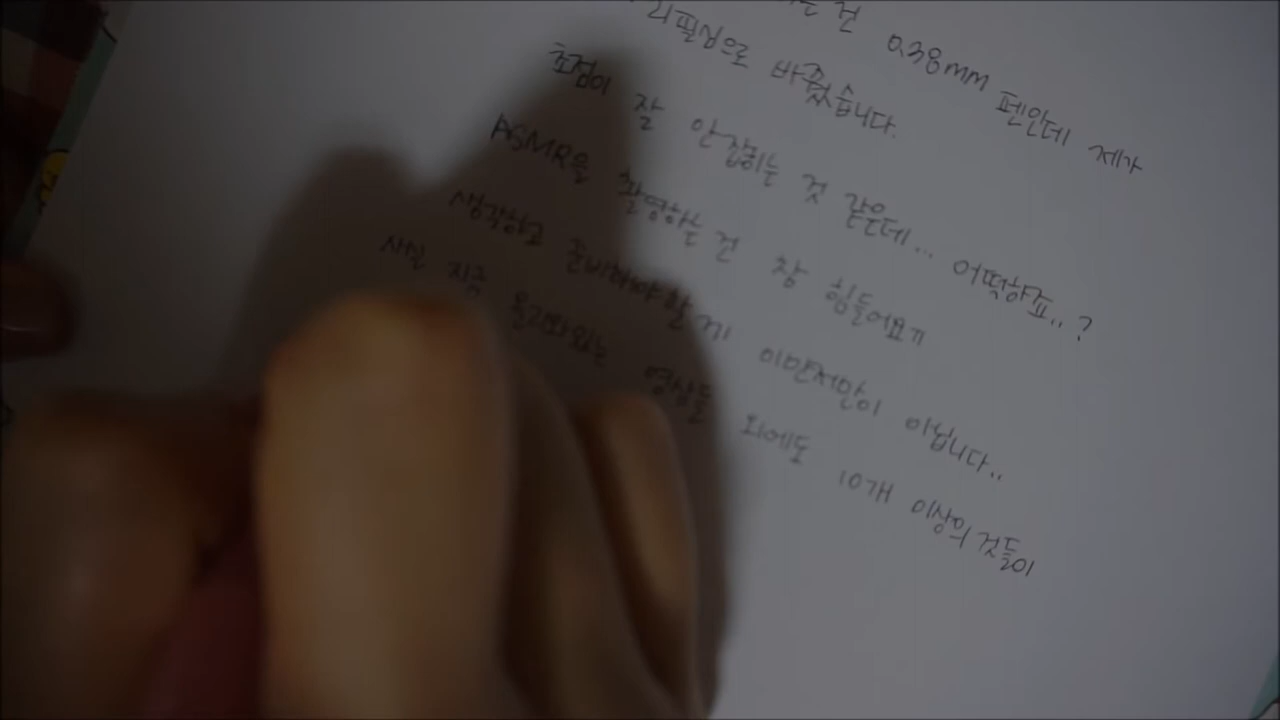 는 건 0.38mm 펜인데 제가
리필심으로 바꿨습니다.
초점이 잘 안잡히는 것 같은데... 어떡하죠..?
ASMR을 촬영하는 건 참 힘들어요ㅠ
생각하고 준비해야할 게 이만저만이 아닙니다..
사실 지금 올라와있는 영상들 외에도 10개 이상의 것들이